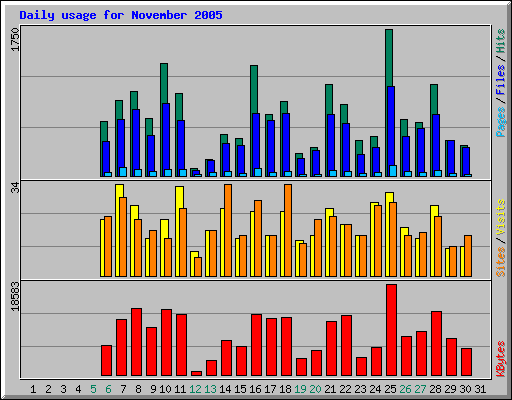 Daily usage for November 2005
1750
34
18583
Pages / Files / Hits
Sites / Visits
KBytes
1 2 3 4 5 6 7 8 9 10 11 12 13 14 15 16 17 18 19 20 21 22 23 24 25 26 27 28 29 30 31